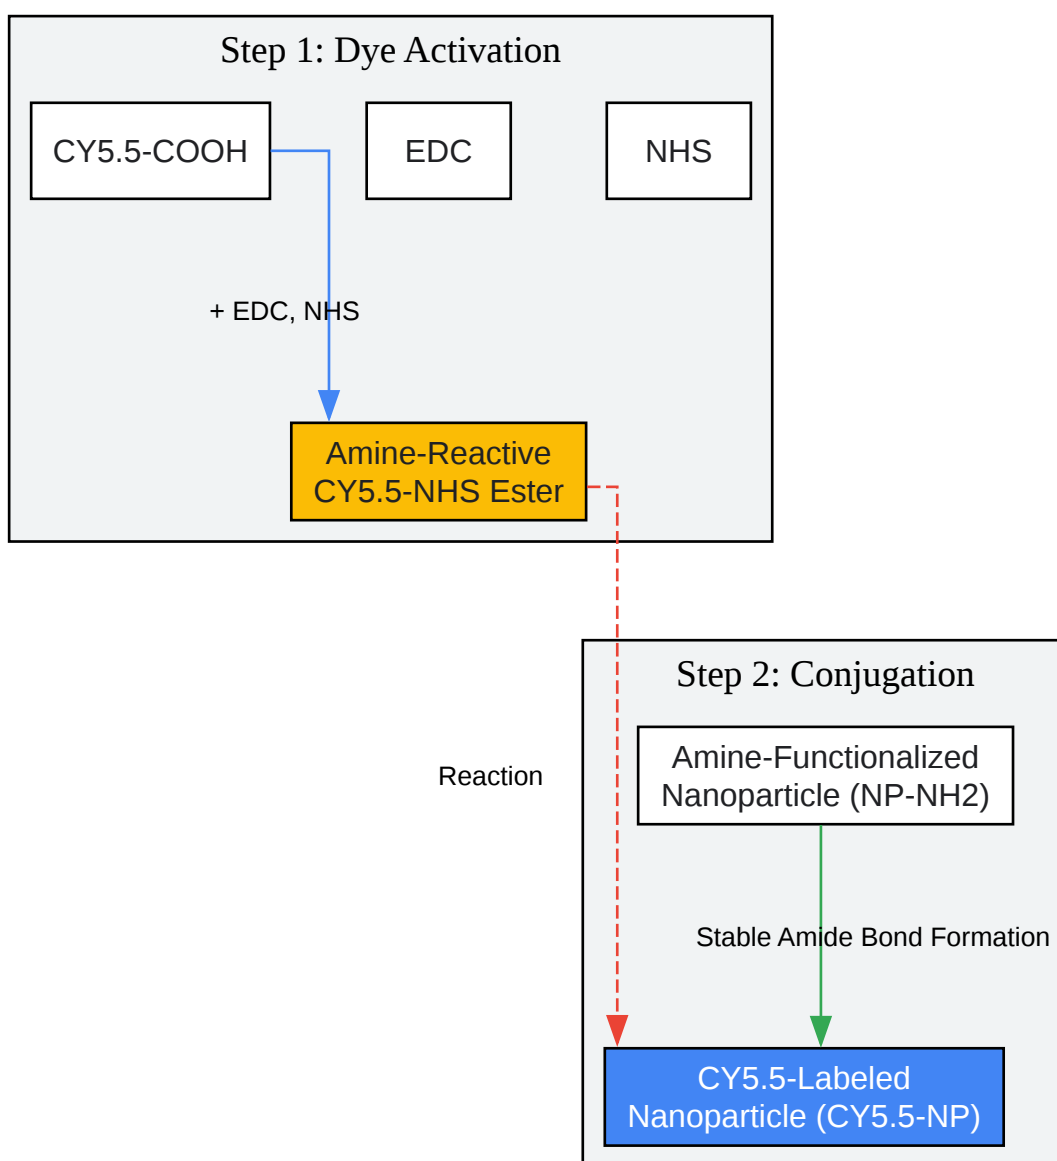 Step 1: Dye Activation
CY5.5-COOH
EDC
NHS
+ EDC, NHS
Amine-Reactive
CY5.5-NHS Ester
Step 2: Conjugation
Amine-Functionalized
Nanoparticle (NP-NH2)
Reaction
Stable Amide Bond Formation
CY5.5-Labeled
Nanoparticle (CY5.5-NP)